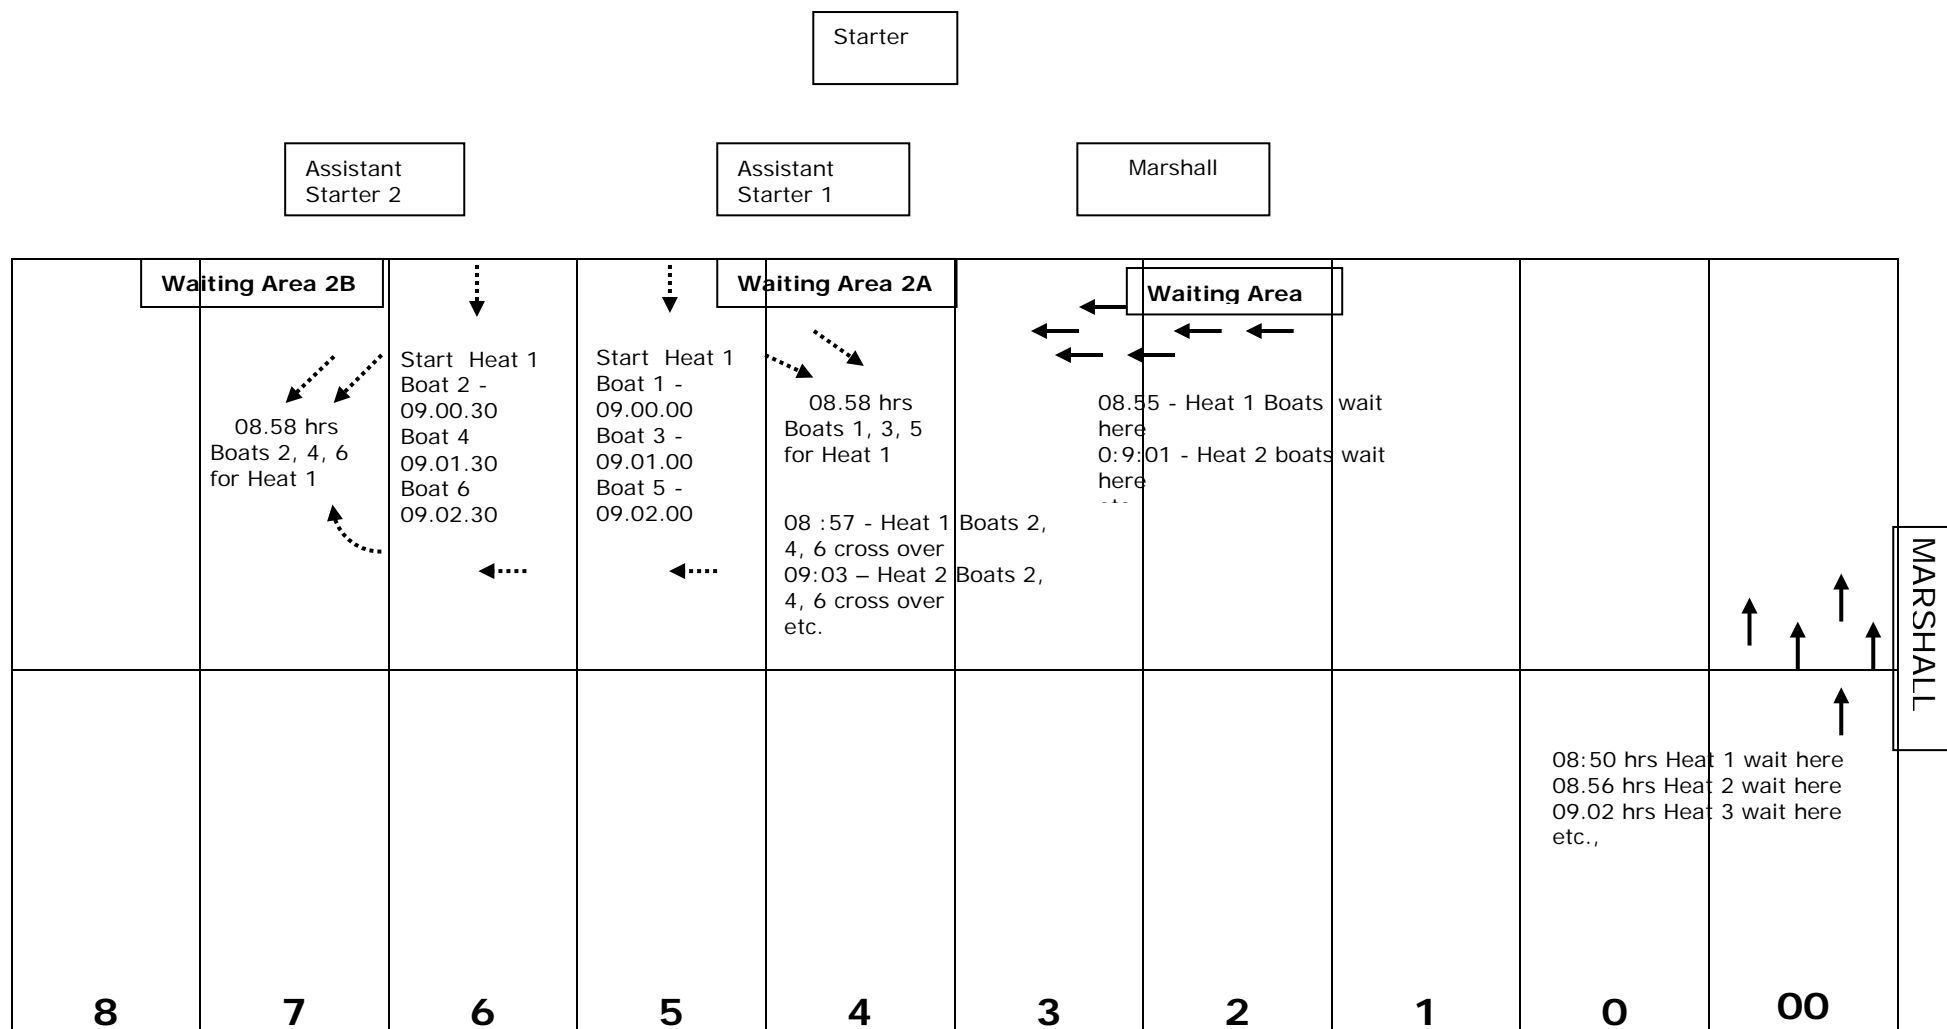 Starter
Assistant
Starter 2
Assistant
Starter 1
Marshall
Waiting Area 2B
Waiting Area 2A
Waiting Area
08.58 hrs
Boats 2, 4, 6
for Heat 1
Start Heat 1
Boat 2 -
09.00.30
Boat 4
09.01.30
Boat 6
09.02.30
Start Heat 1
Boat 1 -
09.00.00
Boat 3 -
09.01.00
Boat 5 -
09.02.00
08.58 hrs
Boats 1, 3, 5
for Heat 1
08 :57 - Heat 1 Boats 2,
4, 6 cross over
09:03 – Heat 2 Boats 2,
4, 6 cross over
etc.
08.55 - Heat 1 Boats wait
here
0:9:01 - Heat 2 boats wait
here
MARSHALL
08:50 hrs Heat 1 wait here
08.56 hrs Heat 2 wait here
09.02 hrs Heat 3 wait here
etc.,
8 7 6 5 4 3 2 1 0 00